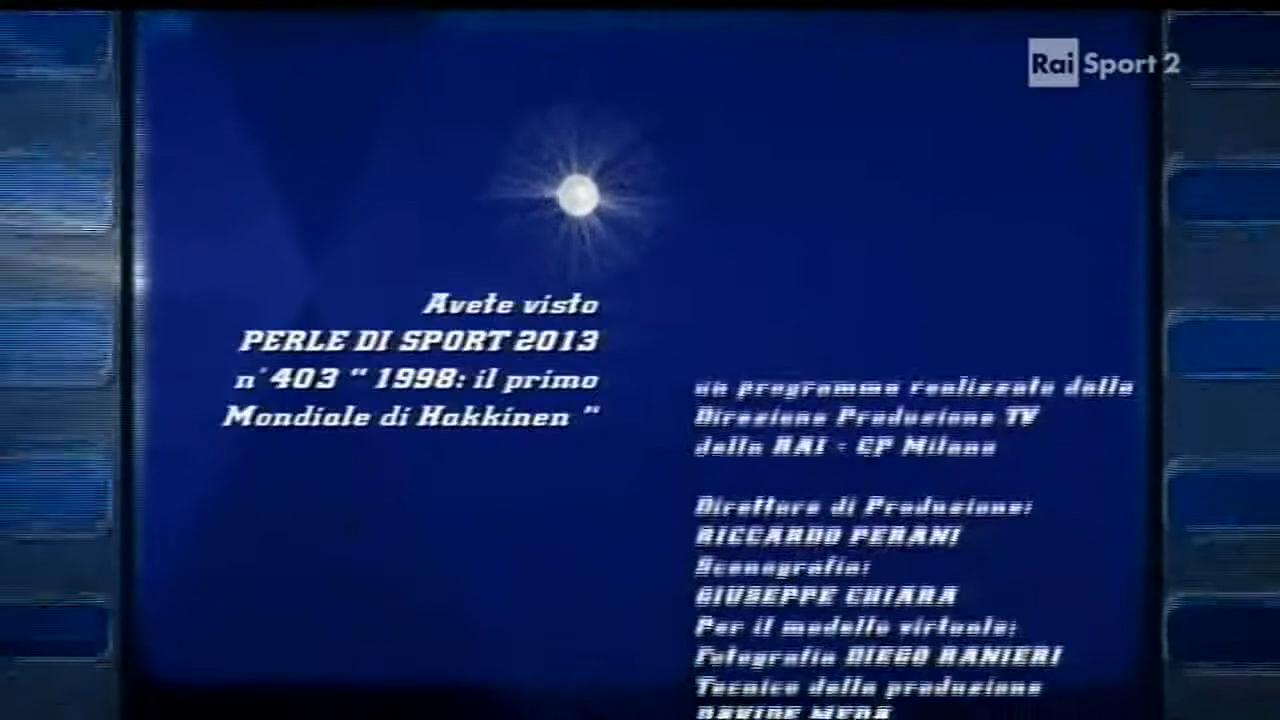 Rai Sport 2
Avete visto
PERLE DI SPORT 2013
n°403 " 1998: il primo
Mondiale di Hakkinen "
un programma realizzato dalla
Direzione Produzione TV
della RAI - CP Milano
Direttore di Produzione:
RICCARDO PERANI
Scenografia:
GIUSEPPE CHIARA
Per il modello virtuale:
Fotografia DIEGO RANIERI
Tecnico della produzione
DAVIDE